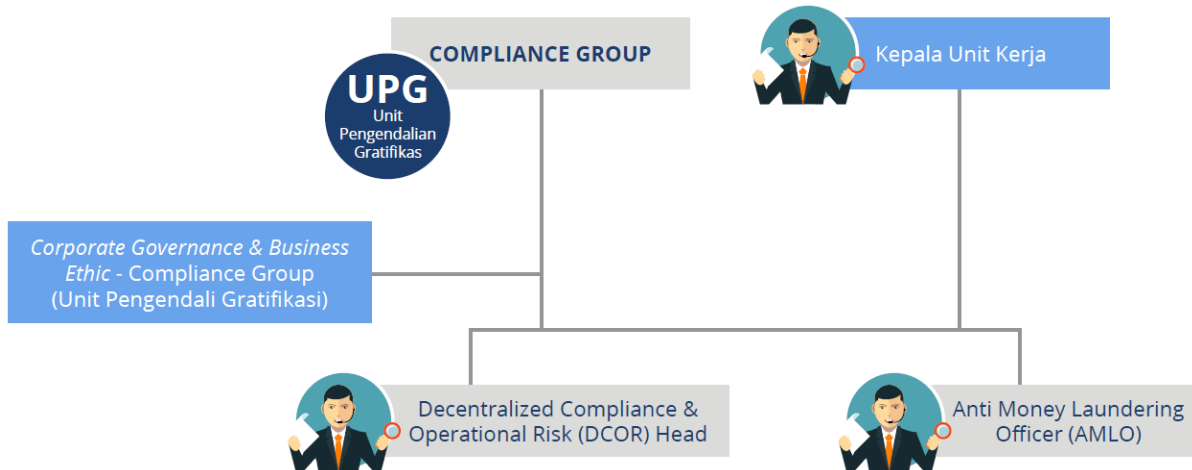 COMPLIANCE GROUP
Kepala Unit Kerja
UPG
Unit
Pengendalian
Gratifikas
Corporate Governance & Business
Ethic - Compliance Group
(Unit Pengendali Gratifikasi)
Decentralized Compliance &
Operational Risk (DCOR) Head
Anti Money Laundering
Officer (AMLO)